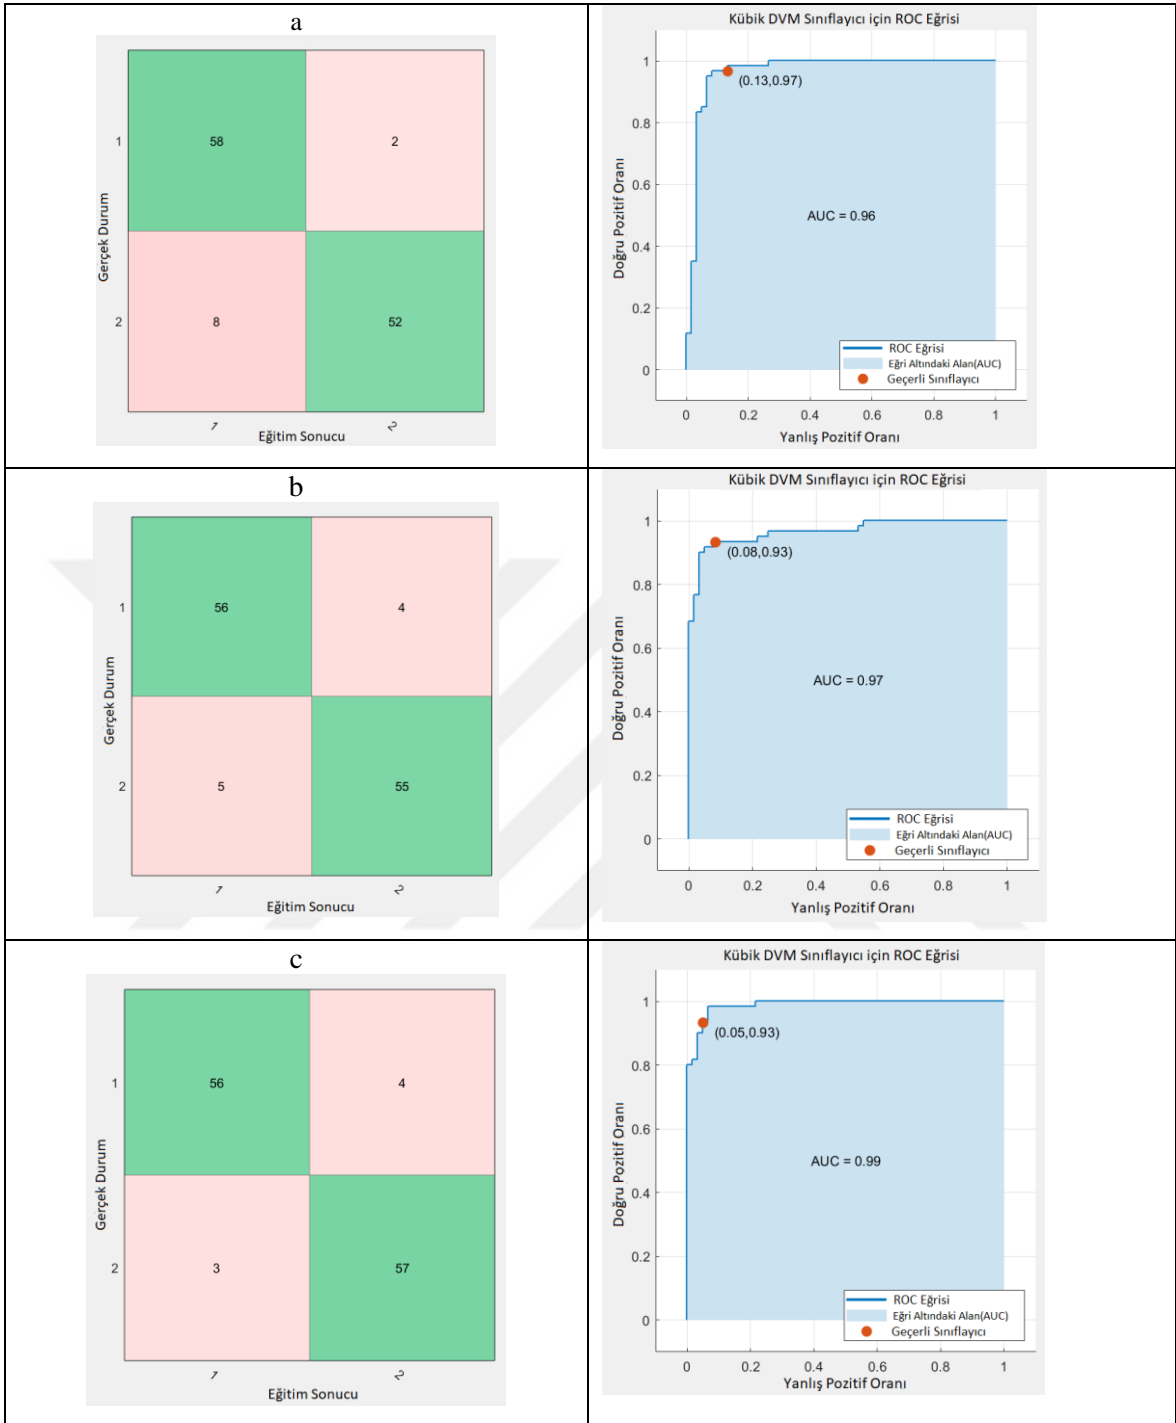 a
1
58
2
2
8
52
1
2
Gerçek Durum
Eğitim Sonucu
Kübik DVM Sınıflayıcı için ROC Eğrisi
1
0.8
0.6
0.4
0.2
0
(0.13,0.97)
AUC = 0.96
ROC Eğrisi
Eğri Altındaki Alan(AUC)
Geçerli Sınıflayıcı
0 0.2 0.4 0.6 0.8 1
Doğru Pozitif Oranı
Yanlış Pozitif Oranı
b
1
56
4
2
5
55
1
2
Gerçek Durum
Eğitim Sonucu
Kübik DVM Sınıflayıcı için ROC Eğrisi
1
0.8
0.6
0.4
0.2
0
(0.08,0.93)
AUC = 0.97
ROC Eğrisi
Eğri Altındaki Alan(AUC)
Geçerli Sınıflayıcı
0 0.2 0.4 0.6 0.8 1
Doğru Pozitif Oranı
Yanlış Pozitif Oranı
c
1
56
4
2
3
57
1
2
Gerçek Durum
Eğitim Sonucu
Kübik DVM Sınıflayıcı için ROC Eğrisi
1
0.8
0.6
0.4
0.2
0
(0.05,0.93)
AUC = 0.99
ROC Eğrisi
Eğri Altındaki Alan(AUC)
Geçerli Sınıflayıcı
0 0.2 0.4 0.6 0.8 1
Doğru Pozitif Oranı
Yanlış Pozitif Oranı